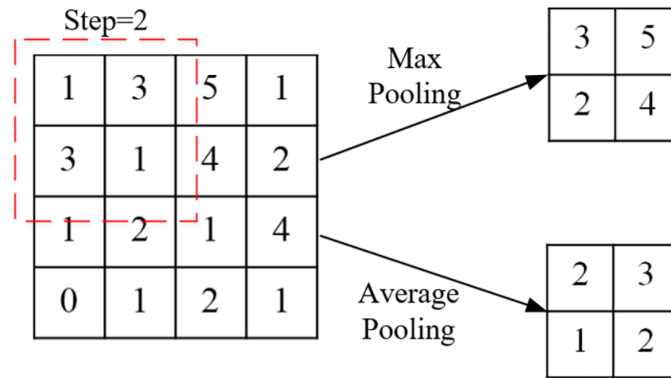 Step=2
1 3 5 1
3 1 4 2
1 2 1 4
0 1 2 1
Max
Pooling
3 5
2 4
Average
Pooling
2 3
1 2